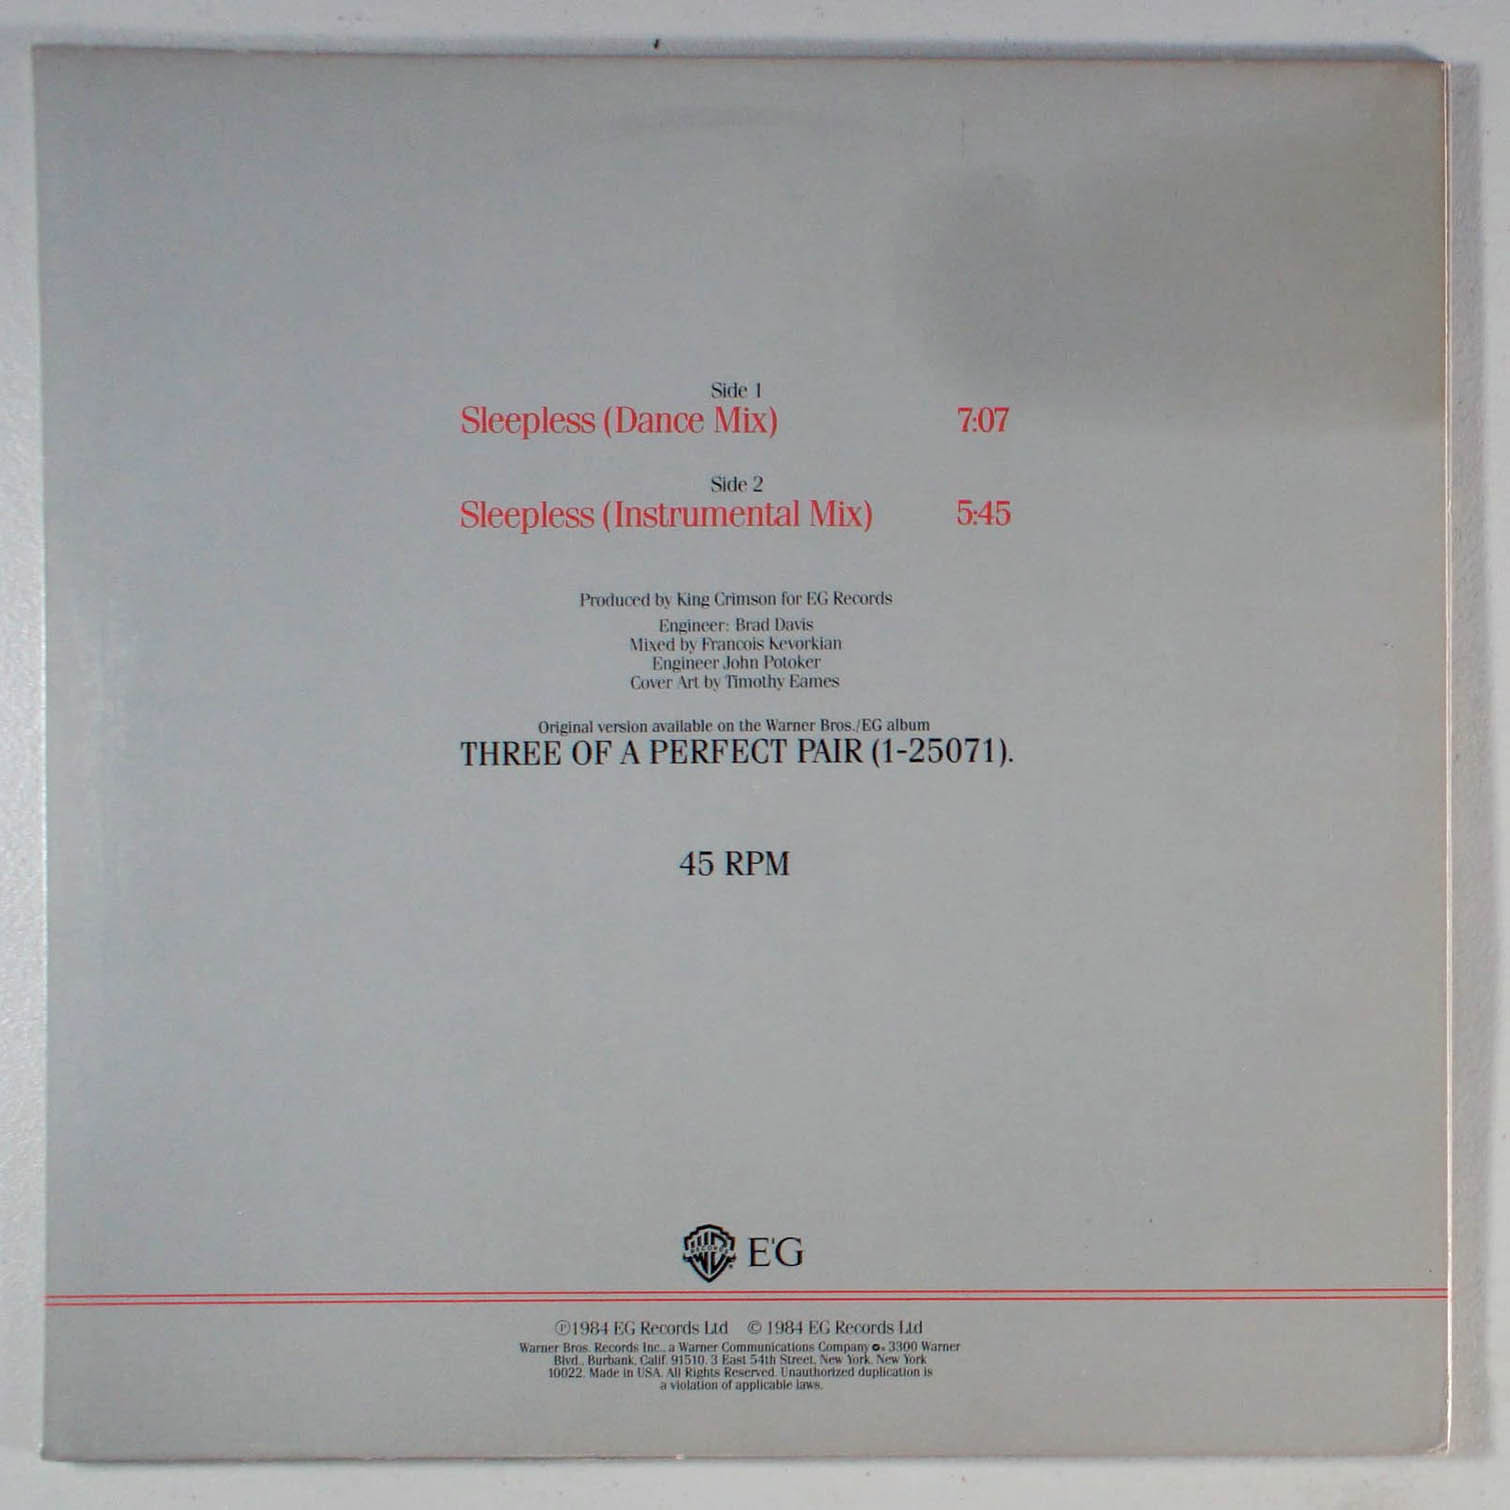 Side 1
Sleepless (Dance Mix) 7:07
Side 2
Sleepless (Instrumental Mix) 5:45
Produced by King Crimson for EG Records
Engineer: Brad Davis
Mixed by Francois Kevorkian
Engineer John Potoker
Cover Art by Timothy Eames
Original version available on the Warner Bros./EG album
THREE OF A PERFECT PAIR (1-25071).
45 RPM
WB RECORDS E'G
℗1984 EG Records Ltd © 1984 EG Records Ltd
Warner Bros. Records Inc., a Warner Communications Company 3300 Warner
Blvd., Burbank, Calif. 91510. 3 East 54th Street, New York, New York
10022. Made in USA. All Rights Reserved. Unauthorized duplication is
a violation of applicable laws.